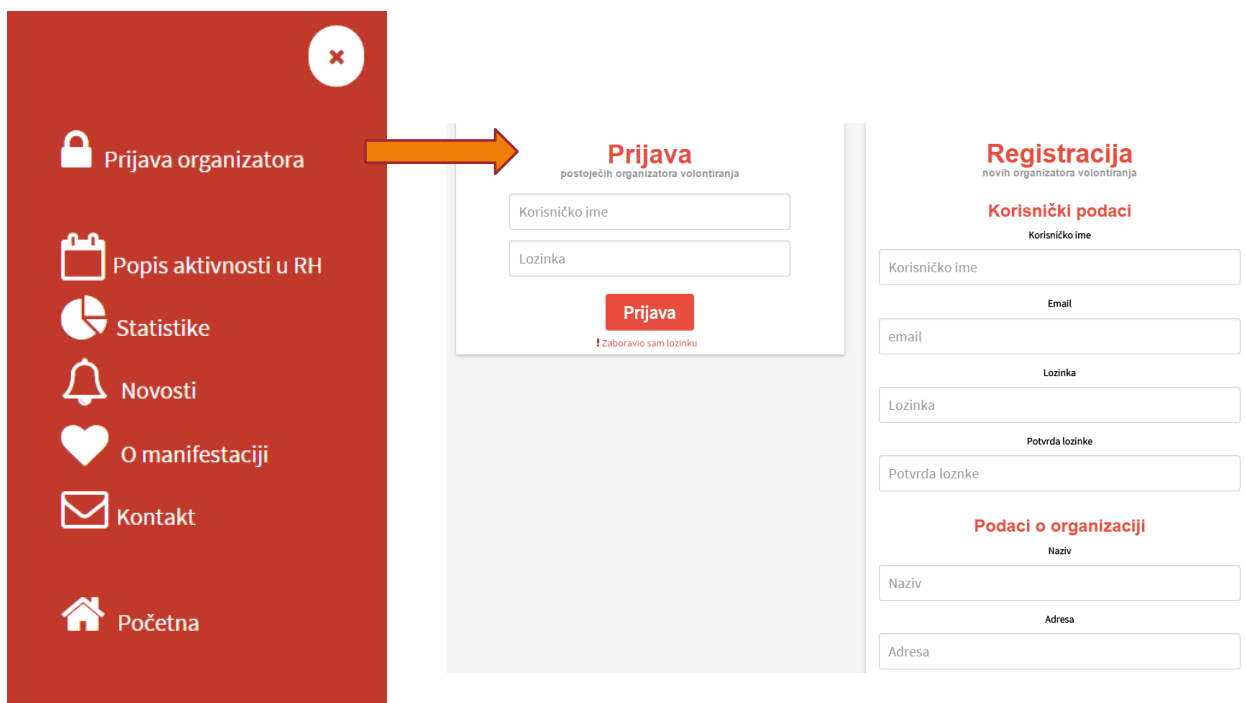 Prijava organizatora
Popis aktivnosti u RH
Statistike
Novosti
O manifestaciji
Kontakt
Početna
Prijava
postojećih organizatora volontiranja
Korisničko ime
Lozinka
Prijava
! Zaboravio sam lozinku
Registracija
novih organizatora volontiranja
Korisnički podaci
Korisničko ime
Korisničko ime
Email
email
Lozinka
Lozinka
Potvrda lozinke
Potvrda loznke
Podaci o organizaciji
Naziv
Naziv
Adresa
Adresa